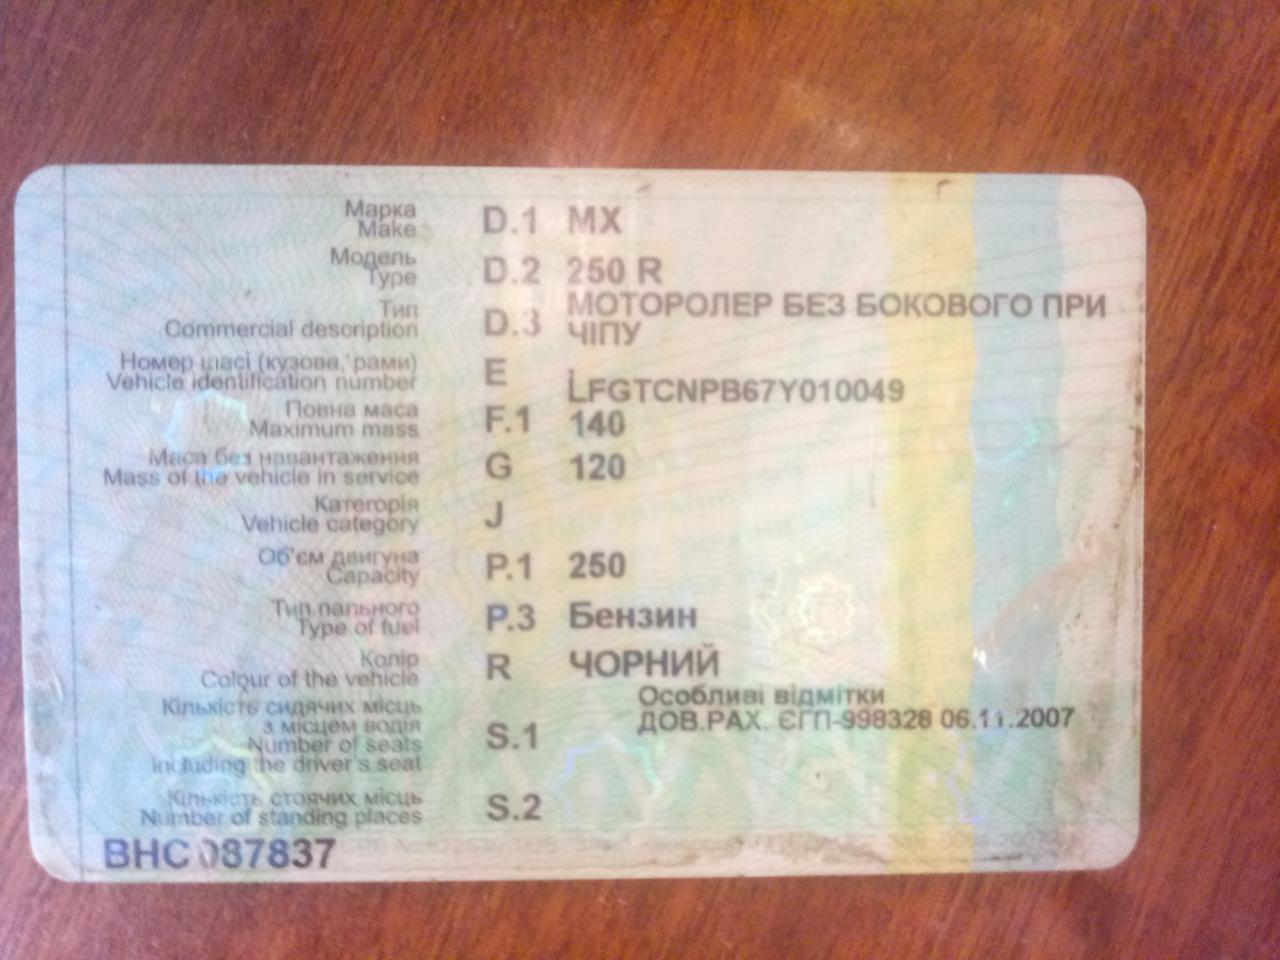 Марка
Make D.1 MX
Модель
Type D.2 250 R
Тип D.3 МОТОРОЛЕР БЕЗ БОКОВОГО ПРИ
Commercial description ЧІПУ
Номер шасі (кузова, рами)
Vehicle identification number E LFGTCNPB67Y010049
Повна маса
Maximum mass F.1 140
Маса без навантаження
Mass of the vehicle in service G 120
Категорія
Vehicle category J
Об'єм двигуна
Capacity P.1 250
Тип пального
Type of fuel P.3 Бензин
Колір
Colour of the vehicle R ЧОРНИЙ
Особливі відмітки
ДОВ.РАХ. ЄГП-998328 06.11.2007
Кількість сидячих місць
з місцем водія
Number of seats S.1
including the driver's seat
Кількість стоячих місць
Number of standing places S.2
ВНС 087837